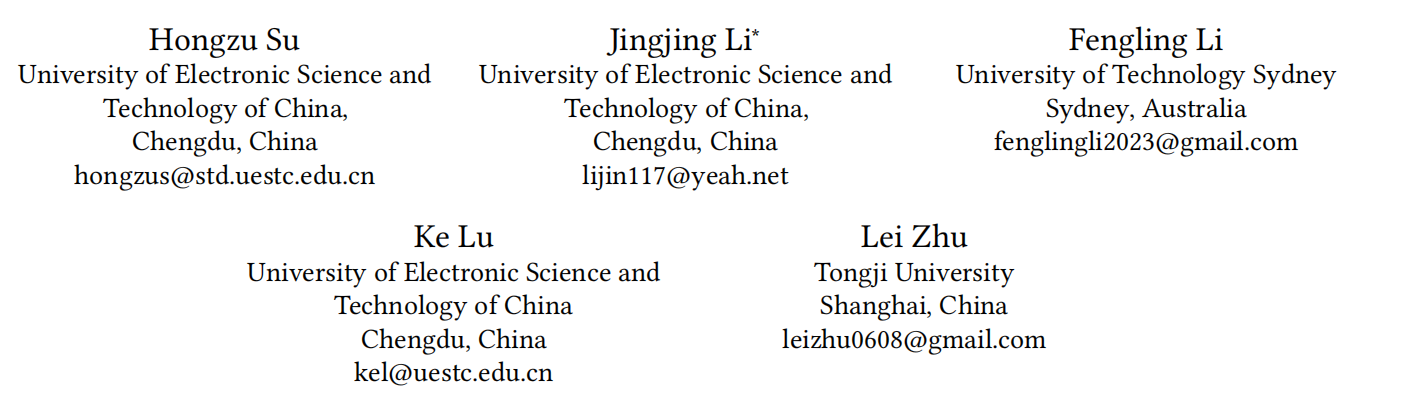 Hongzu Su
University of Electronic Science and
Technology of China,
Chengdu, China
hongzus@std.uestc.edu.cn
Jingjing Li*
University of Electronic Science and
Technology of China,
Chengdu, China
lijin117@yeah.net
Fengling Li
University of Technology Sydney
Sydney, Australia
fenglingli2023@gmail.com
Ke Lu
University of Electronic Science and
Technology of China
Chengdu, China
kel@uestc.edu.cn
Lei Zhu
Tongji University
Shanghai, China
leizhu0608@gmail.com